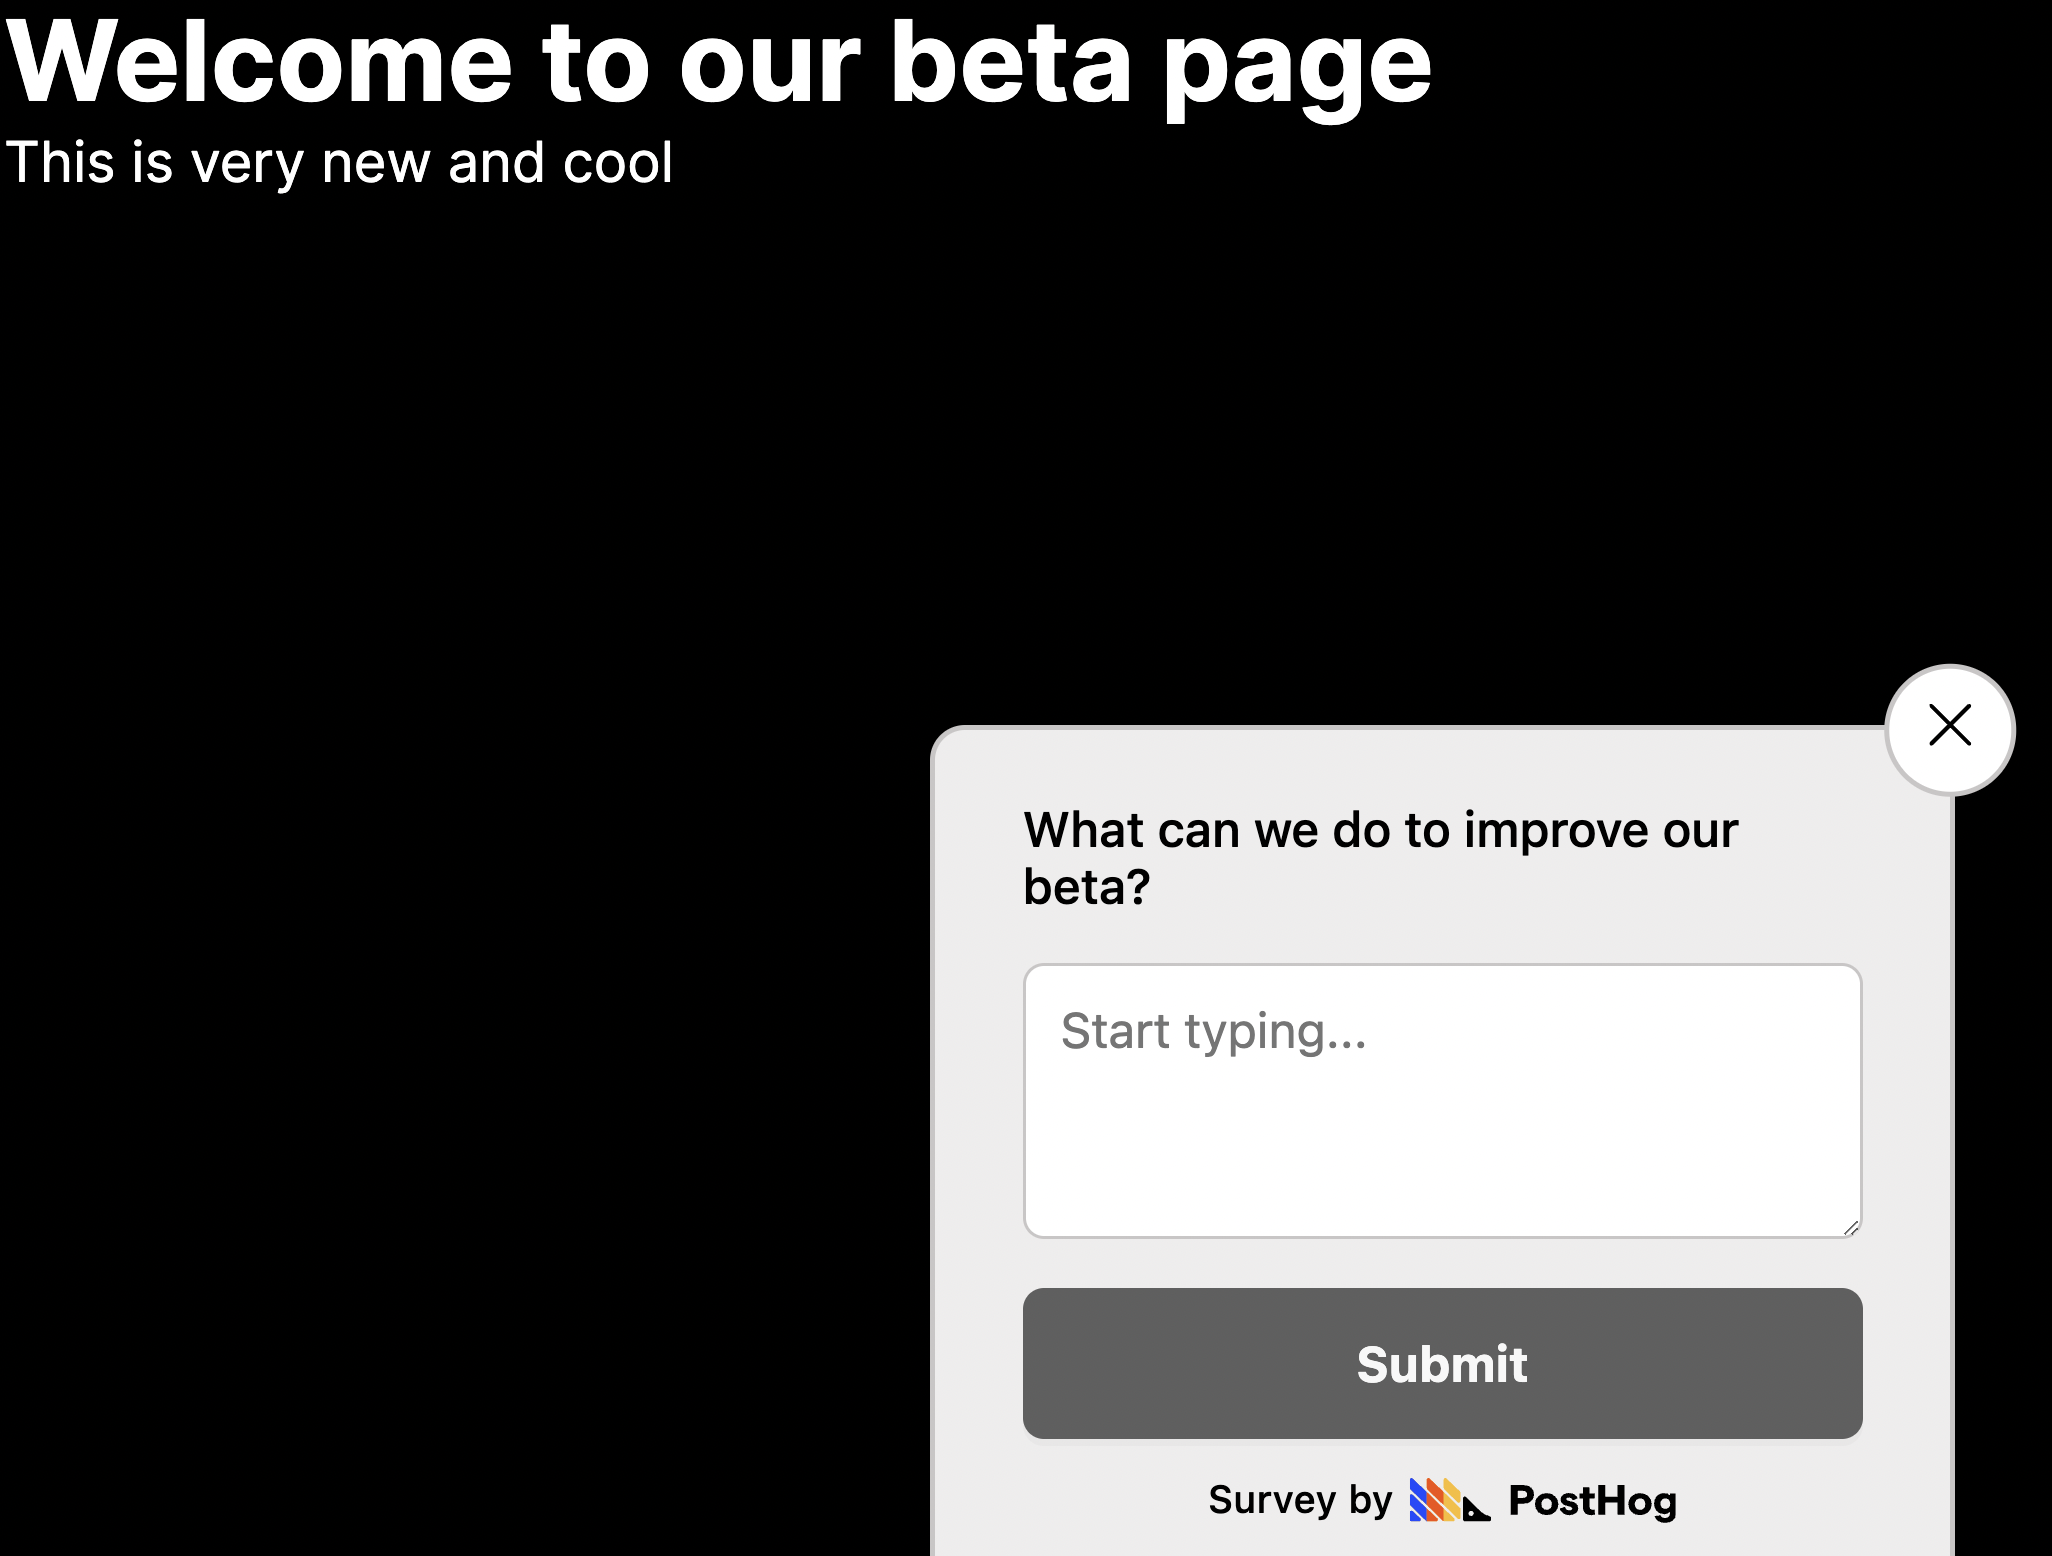 Welcome to our beta page
This is very new and cool
What can we do to improve our
beta?
Start typing...
Submit
Survey by PostHog